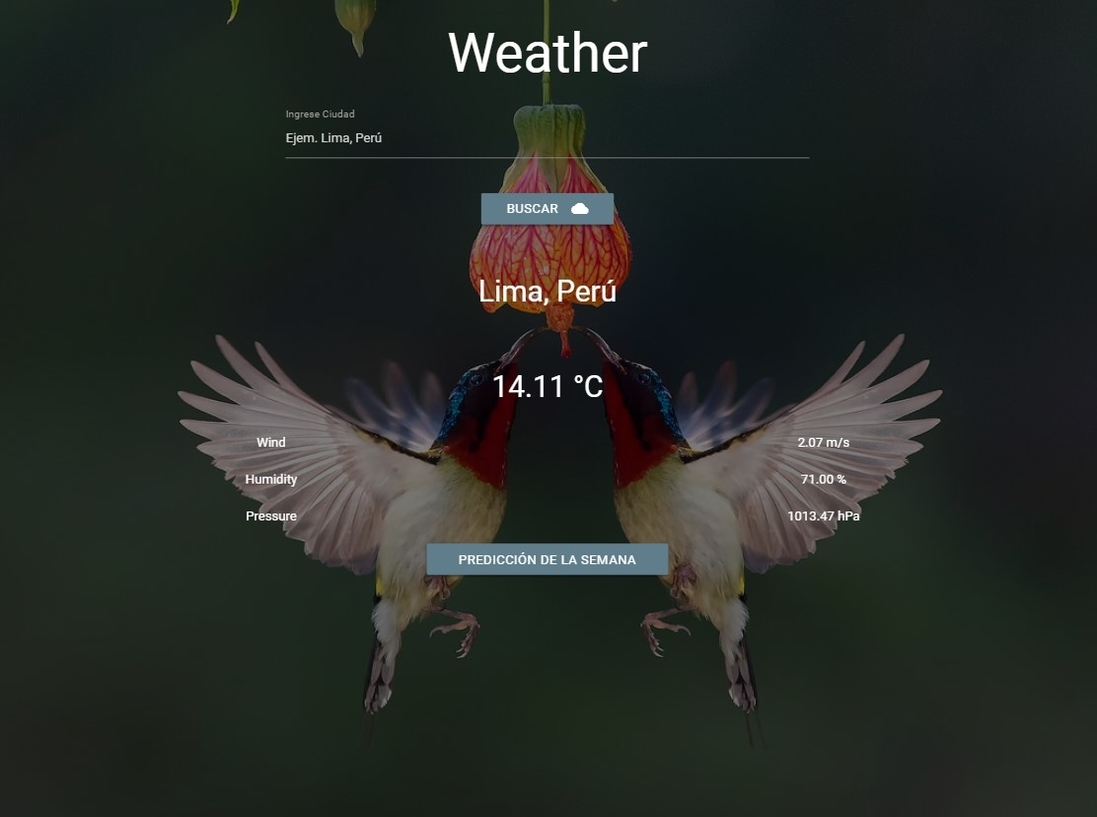 Weather
Ingrese Ciudad
Ejem. Lima, Perú
BUSCAR
Lima, Perú
14.11 °C
Wind 2.07 m/s
Humidity 71.00 %
Pressure 1013.47 hPa
PREDICCIÓN DE LA SEMANA